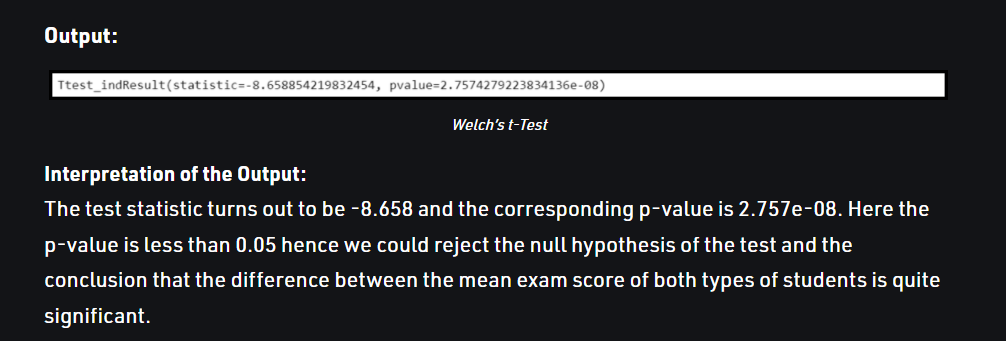 Output:
Ttest_indResult(statistic=-8.658854219832454, pvalue=2.7574279223834136e-08)
Welch's t-Test
Interpretation of the Output:
The test statistic turns out to be -8.658 and the corresponding p-value is 2.757e-08. Here the
p-value is less than 0.05 hence we could reject the null hypothesis of the test and the
conclusion that the difference between the mean exam score of both types of students is quite
significant.